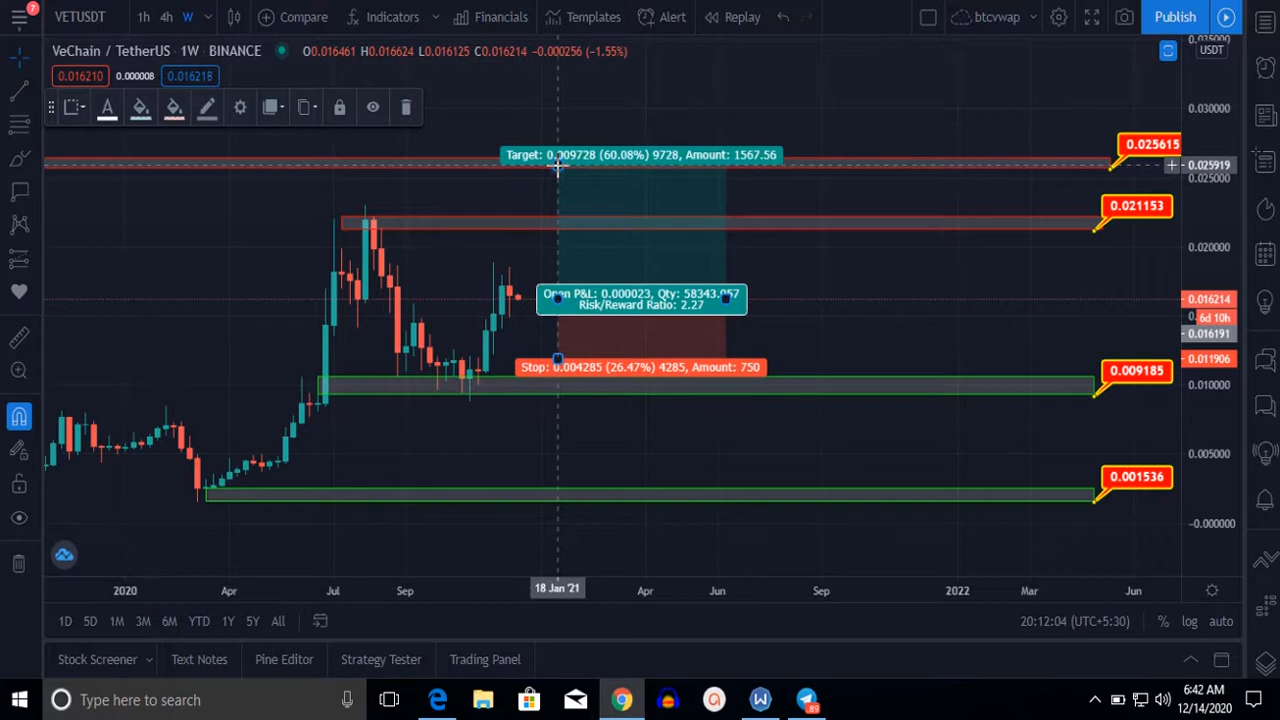 7
VETUSDT 1h 4h W Compare Indicators Financials Templates Alert Replay btcvwap Publish
VeChain / TetherUS · 1W · BINANCE O0.016461 H0.016624 L0.016125 C0.016214 −0.000256 (−1.55%)
0.016210 0.000008 0.016218
USDT
0.030000
Target: 0.009728 (60.08%) 9728, Amount: 1567.56
0.025615
0.025919
0.025000
0.021153
0.020000
Open P&L: 0.000023, Qty: 58343.057
Risk/Reward Ratio: 2.27
0.016214
6d 10h
0.016191
0.011906
Stop: 0.004285 (26.47%) 4285, Amount: 750
0.009185
0.010000
0.005000
0.001536
-0.000000
2020 Apr Jul Sep 18 Jan '21 Apr Jun Sep 2022 Mar Jun
1D 5D 1M 3M 6M YTD 1Y 5Y All 20:12:04 (UTC+5:30) % log auto
Stock Screener Text Notes Pine Editor Strategy Tester Trading Panel
Type here to search
89
6:42 AM
12/14/2020